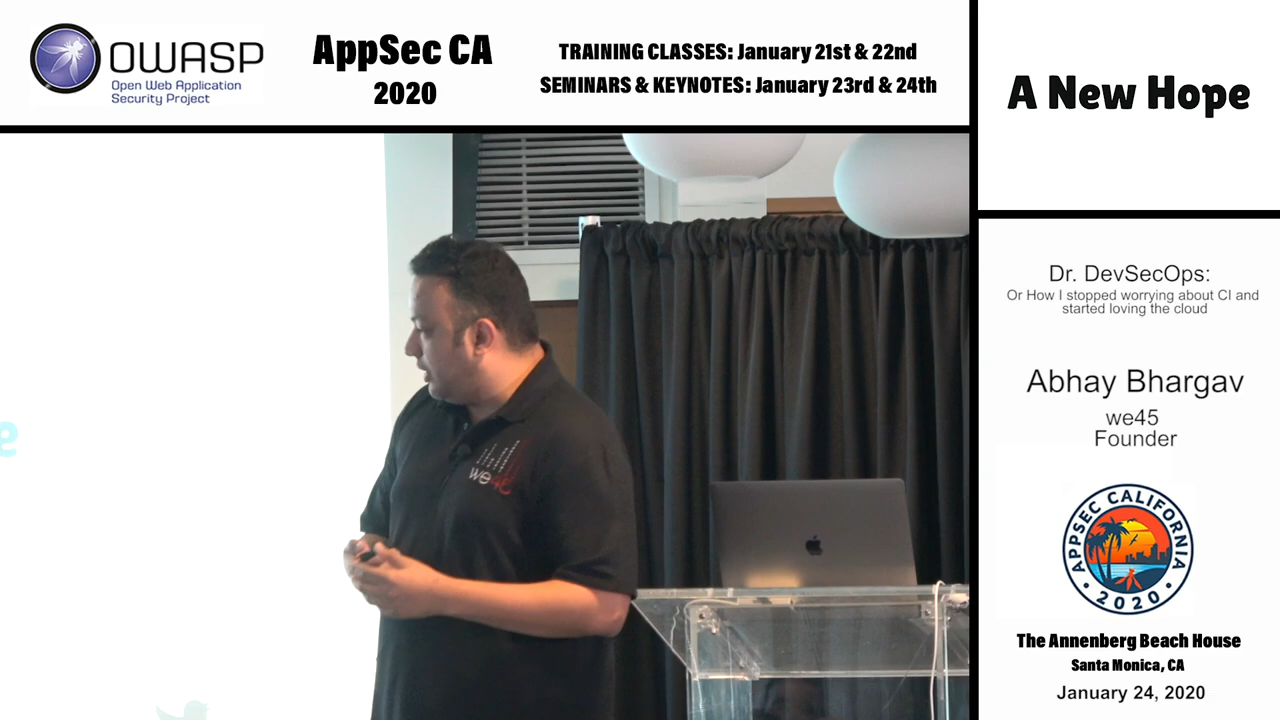 OWASP
Open Web Application
Security Project
AppSec CA
2020
TRAINING CLASSES: January 21st & 22nd
SEMINARS & KEYNOTES: January 23rd & 24th
A New Hope
Dr. DevSecOps:
Or How I stopped worrying about CI and
started loving the cloud
Abhay Bhargav
we45
Founder
APPSEC CALIFORNIA
• 2020 •
The Annenberg Beach House
Santa Monica, CA
January 24, 2020
e
we45